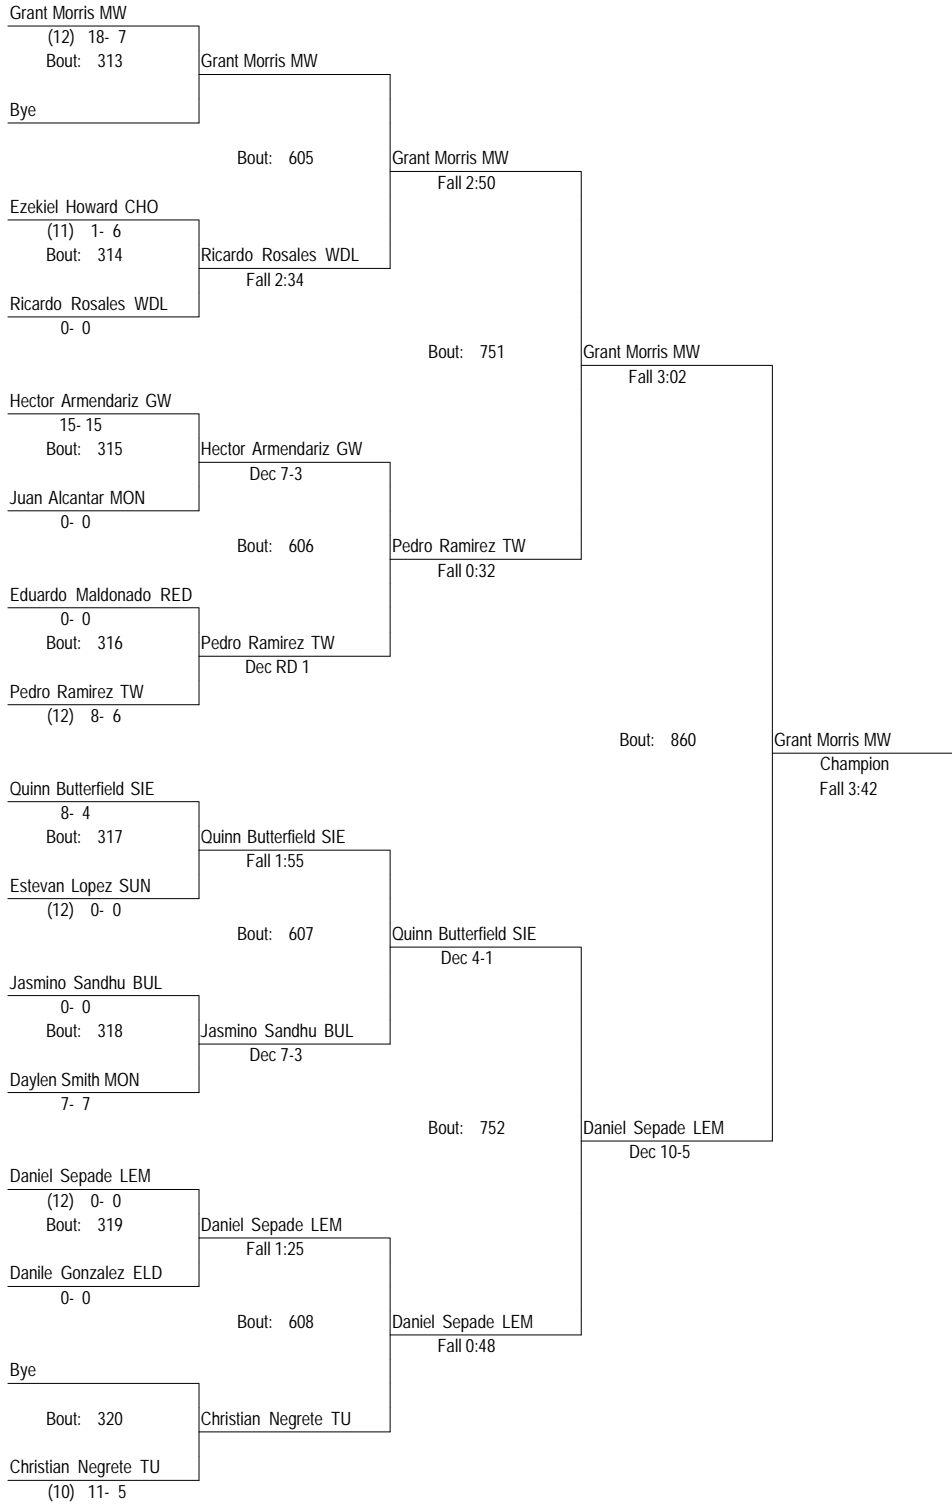 Grant Morris MW
(12) 18- 7
Bout: 313
Grant Morris MW
Bye
Bout: 605
Grant Morris MW
Fall 2:50
Ezekiel Howard CHO
(11) 1- 6
Bout: 314
Ricardo Rosales WDL
Fall 2:34
Ricardo Rosales WDL
0- 0
Bout: 751
Grant Morris MW
Fall 3:02
Hector Armendariz GW
15- 15
Bout: 315
Hector Armendariz GW
Dec 7-3
Juan Alcantar MON
0- 0
Bout: 606
Pedro Ramirez TW
Fall 0:32
Eduardo Maldonado RED
0- 0
Bout: 316
Pedro Ramirez TW
Dec RD 1
Pedro Ramirez TW
(12) 8- 6
Bout: 860
Grant Morris MW
Champion
Fall 3:42
Quinn Butterfield SIE
8- 4
Bout: 317
Quinn Butterfield SIE
Fall 1:55
Estevan Lopez SUN
(12) 0- 0
Bout: 607
Quinn Butterfield SIE
Dec 4-1
Jasmino Sandhu BUL
0- 0
Bout: 318
Jasmino Sandhu BUL
Dec 7-3
Daylen Smith MON
7- 7
Bout: 752
Daniel Sepade LEM
Dec 10-5
Daniel Sepade LEM
(12) 0- 0
Bout: 319
Daniel Sepade LEM
Fall 1:25
Danile Gonzalez ELD
0- 0
Bout: 608
Daniel Sepade LEM
Fall 0:48
Bye
Bout: 320
Christian Negrete TU
Christian Negrete TU
(10) 11- 5